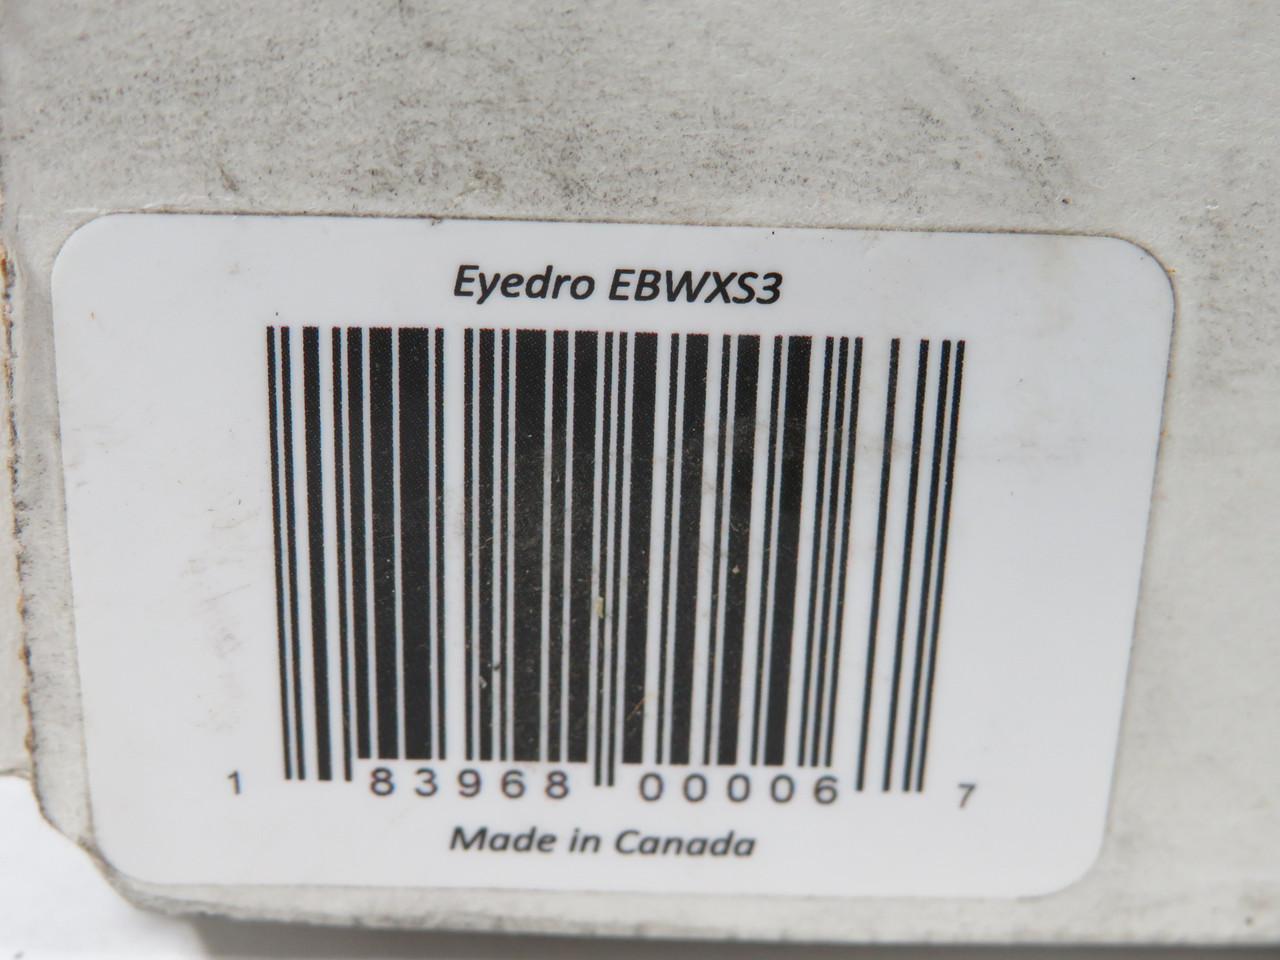 Eyedro EBWXS3
1 83968 00006 7
Made in Canada